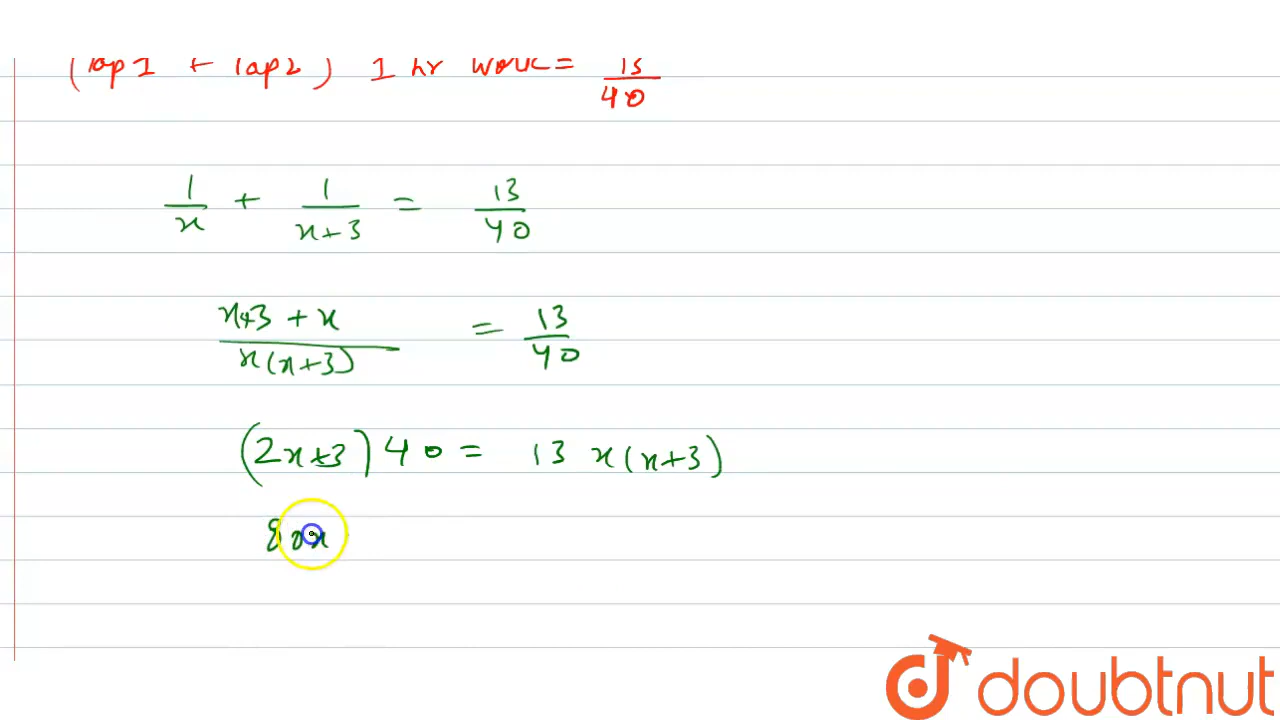 (Tap 1 + Tap 2) 1 hr work = 13/40
1/x + 1/(x+3) = 13/40
(x+3 + x)/(x(x+3)) = 13/40
(2x+3) 40 = 13 x(x+3)
80x
doubtnut